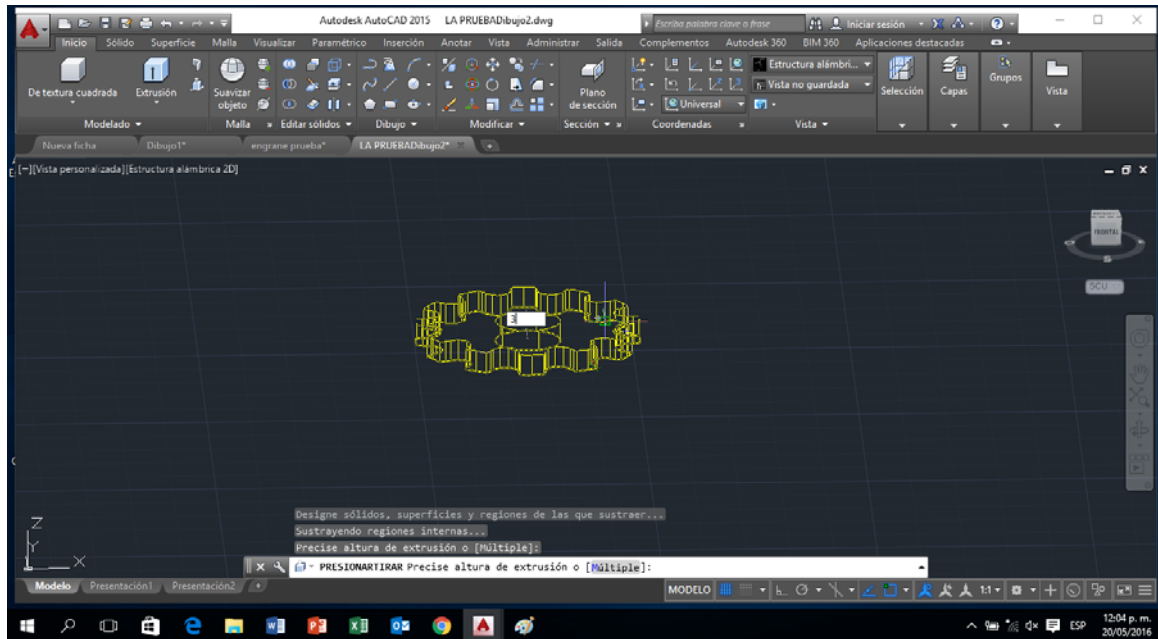 Autodesk AutoCAD 2015 LA PRUEBADibujo2.dwg
Escriba palabra clave o frase
Iniciar sesión
Inicio Sólido Superficie Malla Visualizar Paramétrico Inserción Anotar Vista Administrar Salida Complementos Autodesk 360 BIM 360 Aplicaciones destacadas
De textura cuadrada
Extrusión
Suavizar objeto
Plano de sección
Universal
Estructura alámbri...
Vista no guardada
Selección
Capas
Grupos
Vista
Modelado Malla Editar sólidos Dibujo Modificar Sección Coordenadas Vista
Nueva ficha Dibujo1* engrane prueba* LA PRUEBADibujo2*
[−][Vista personalizada][Estructura alámbrica 2D]
FRONTAL
S
SCU
Z
Y
X
Designe sólidos, superficies y regiones de las que sustraer...
Sustrayendo regiones internas...
Precise altura de extrusión o [Múltiple]:
PRESIONARTIRAR Precise altura de extrusión o [Múltiple]:
Modelo Presentación1 Presentación2
MODELO
1:1
ESP
12:04 p. m.
20/05/2016